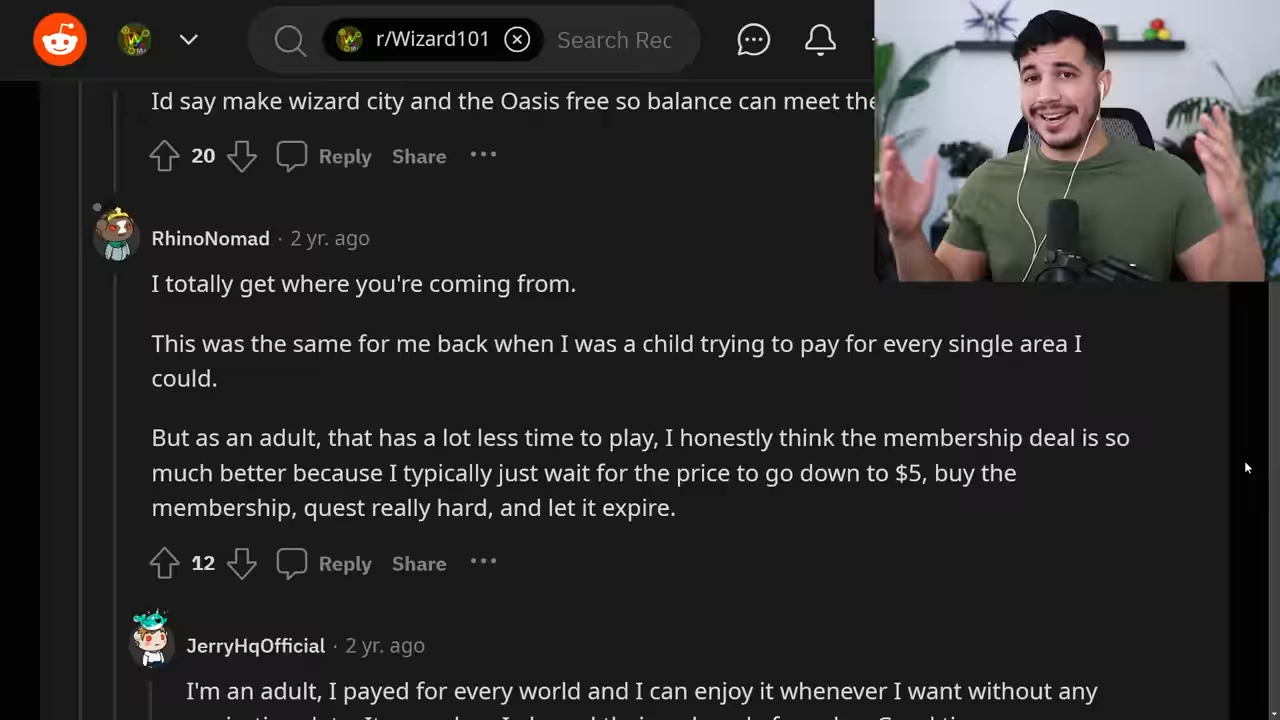 r/Wizard101
Search Rec
Id say make wizard city and the Oasis free so balance can meet the
20
Reply
Share
RhinoNomad · 2 yr. ago
I totally get where you're coming from.
This was the same for me back when I was a child trying to pay for every single area I
could.
But as an adult, that has a lot less time to play, I honestly think the membership deal is so
much better because I typically just wait for the price to go down to $5, buy the
membership, quest really hard, and let it expire.
12
Reply
Share
JerryHqOfficial · 2 yr. ago
I'm an adult, I payed for every world and I can enjoy it whenever I want without any